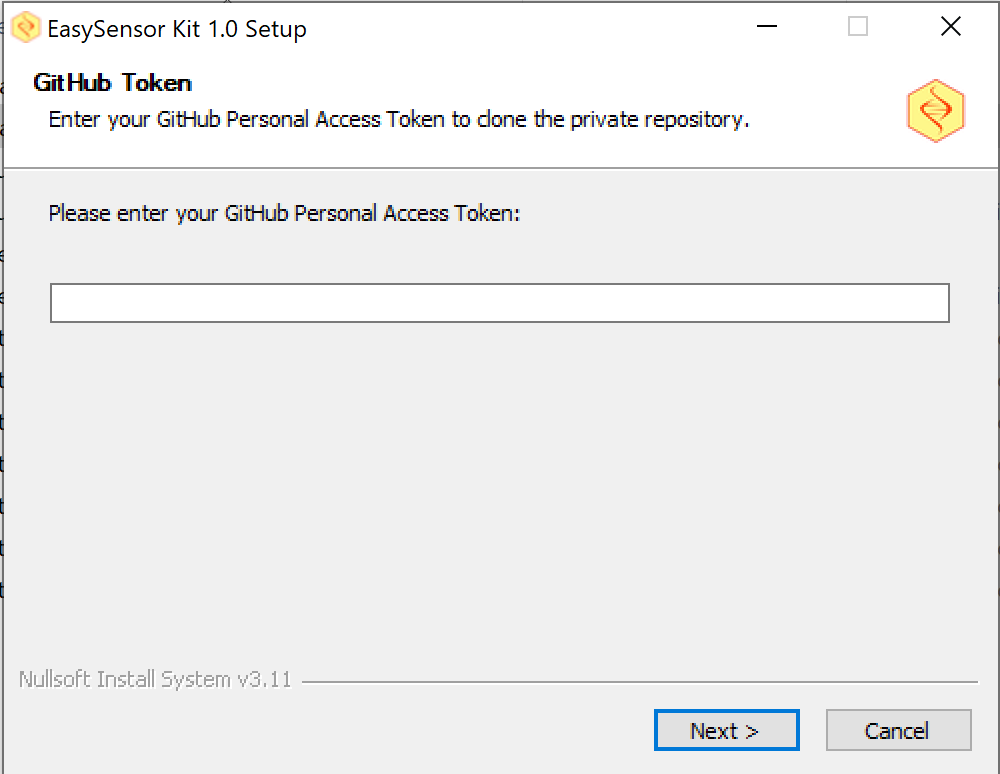 EasySensor Kit 1.0 Setup
GitHub Token
Enter your GitHub Personal Access Token to clone the private repository.
Please enter your GitHub Personal Access Token:
Nullsoft Install System v3.11
Next >
Cancel